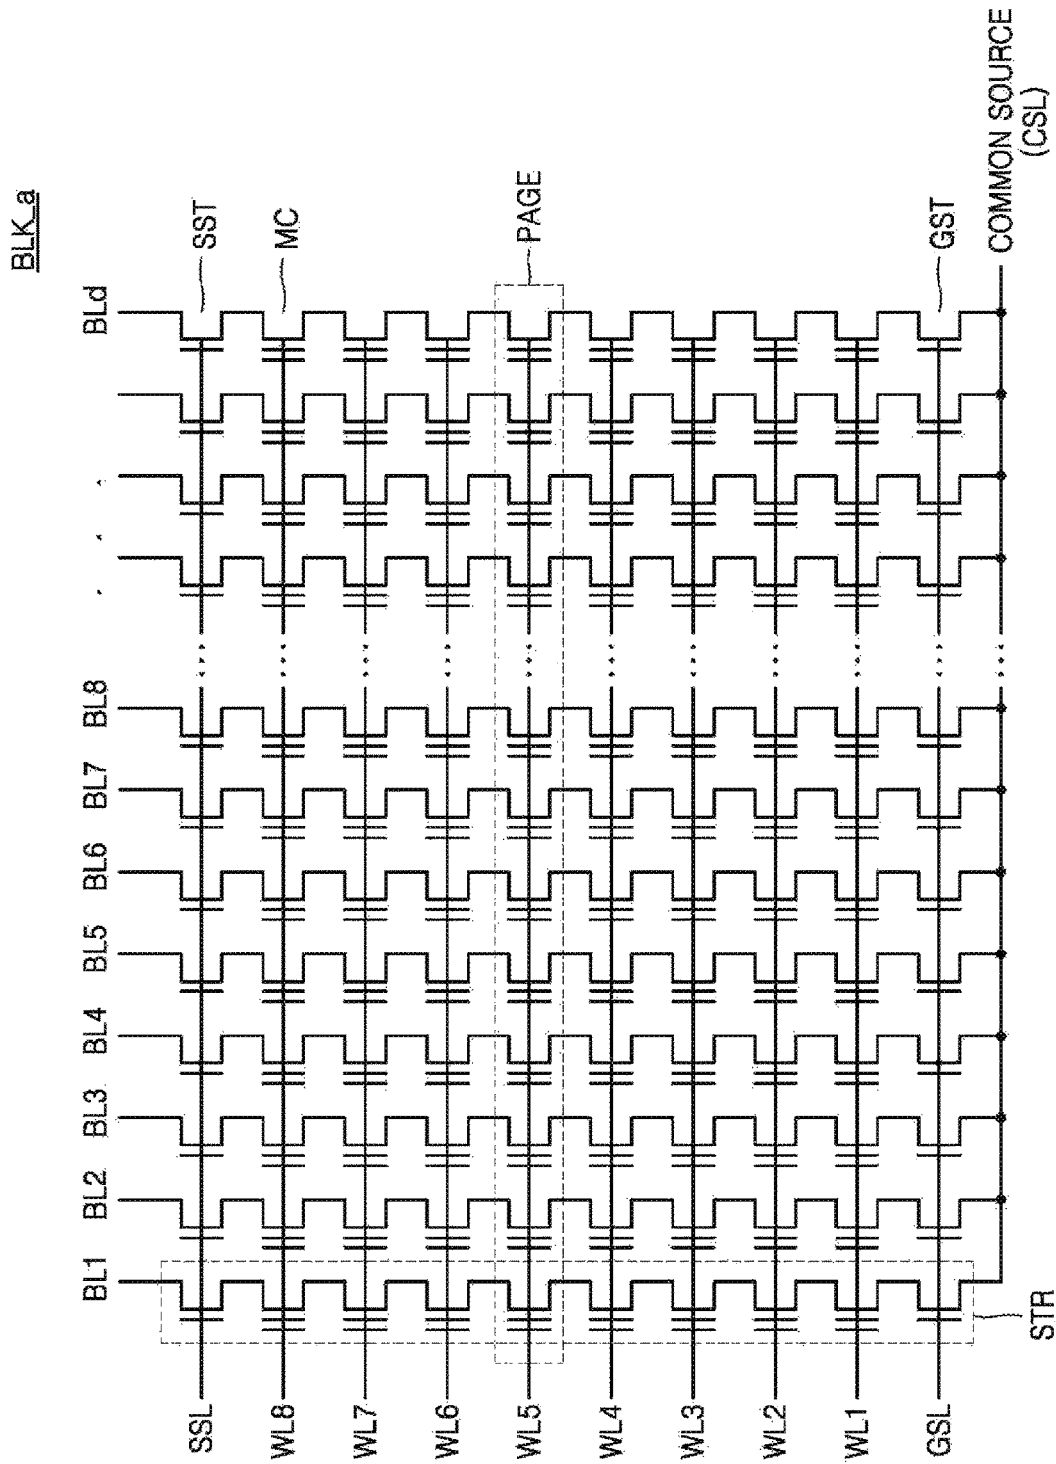 BLK_a
BL1 BL2 BL3 BL4 BL5 BL6 BL7 BL8 ··· BLd
SSL
SST
WL8
MC
WL7
WL6
WL5
PAGE
WL4
WL3
WL2
WL1
GSL
GST
COMMON SOURCE
(CSL)
STR